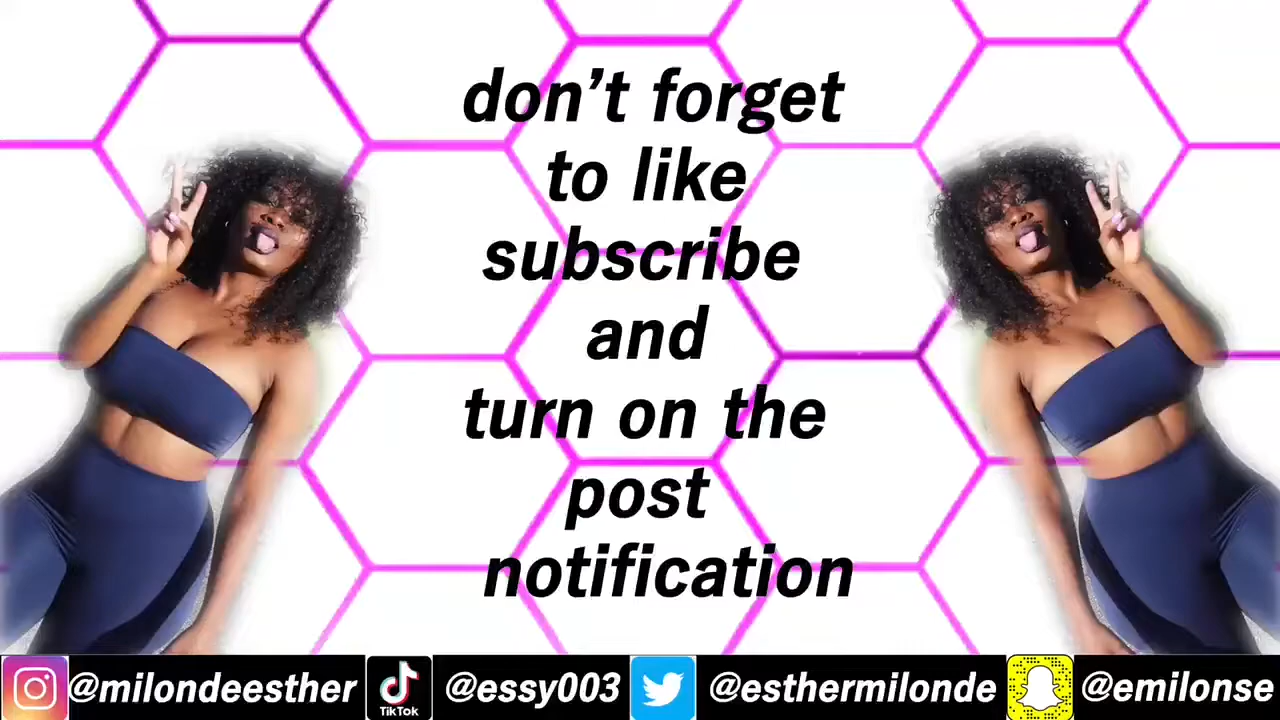 don't forget
to like
subscribe
and
turn on the
post
notification
@milondeesther TikTok @essy003 @esthermilonde @emilonse